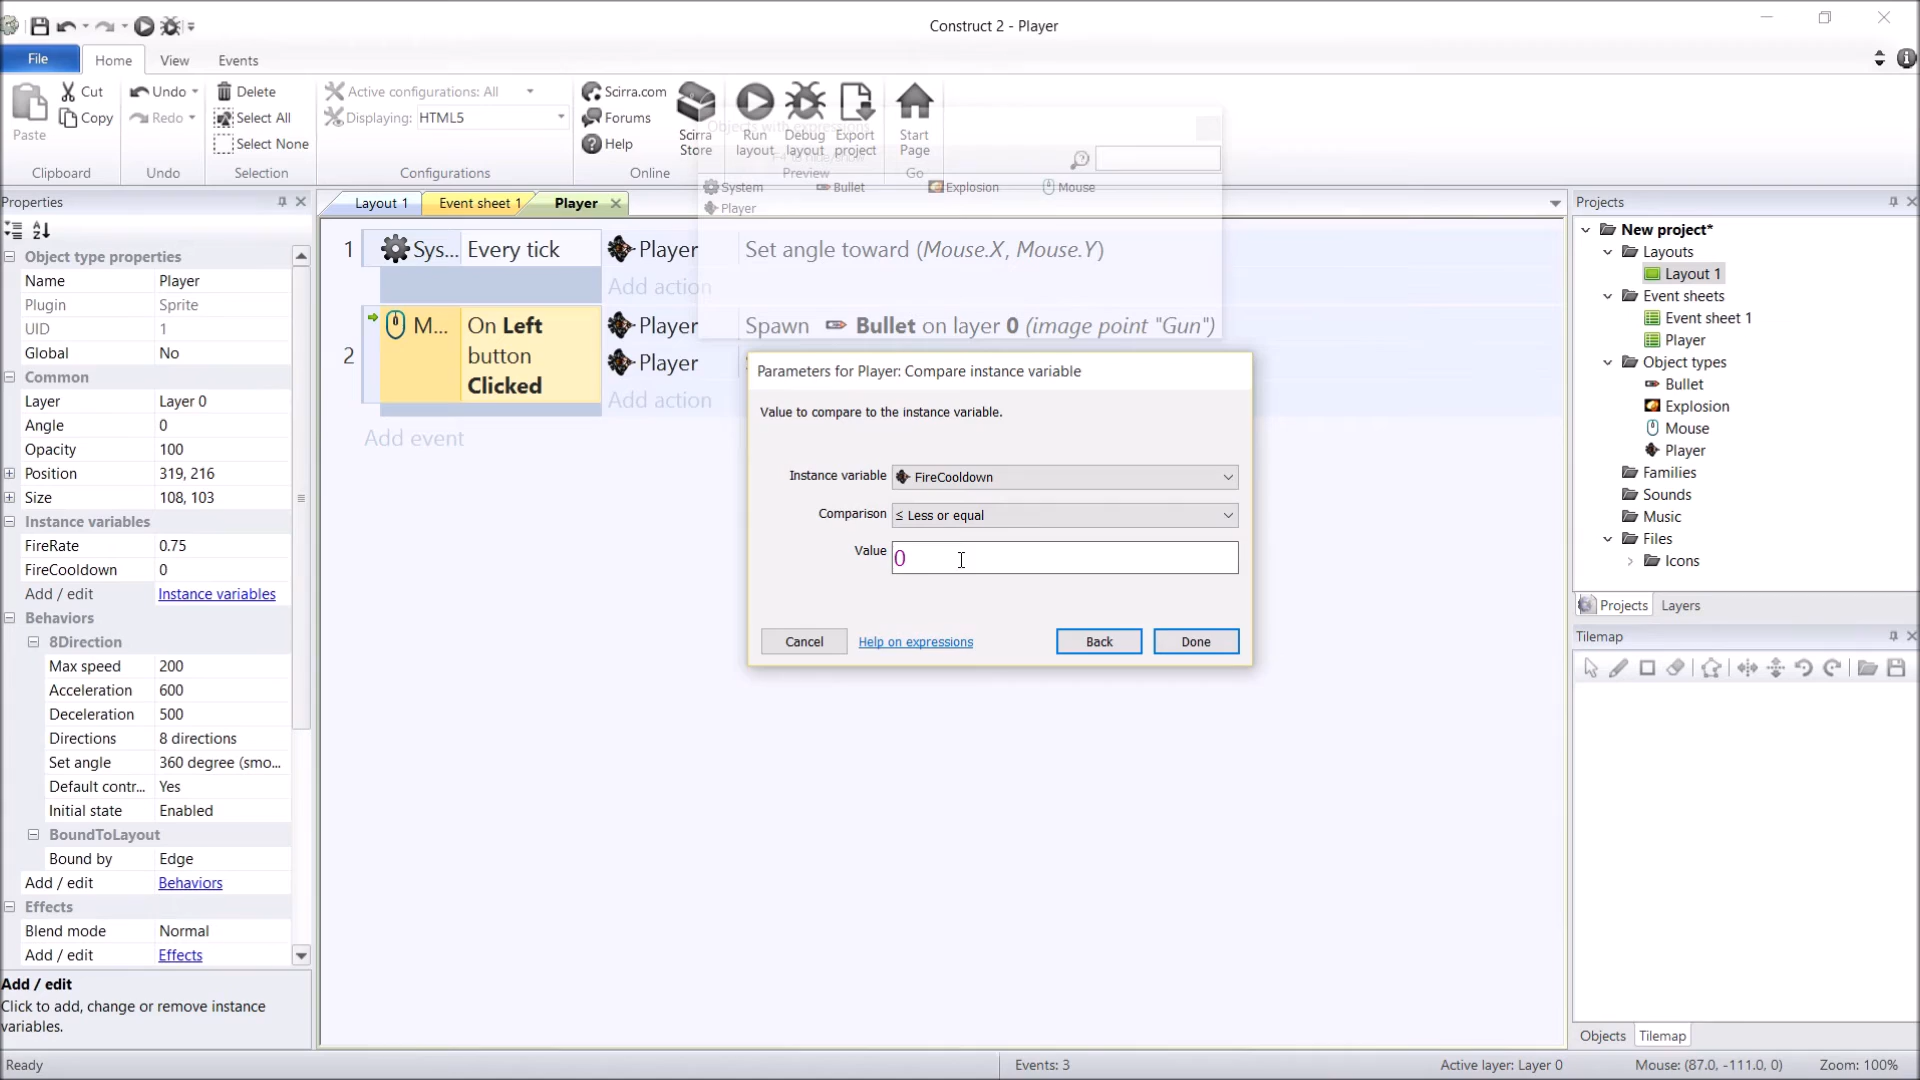 Construct 2 - Player
File
Home
View
Events
Paste
Cut
Copy
Clipboard
Undo
Redo
Undo
Delete
Select All
Select None
Selection
Active configurations: All
Displaying: HTML5
Configurations
Scirra.com
Forums
Help
Scirra Store
Online
Run layout
Debug layout
Export project
Preview
Start Page
Go
Objects with expressions
System
Bullet
Explosion
Mouse
Player
Properties
Object type properties
Name Player
Plugin Sprite
UID 1
Global No
Common
Layer Layer 0
Angle 0
Opacity 100
Position 319, 216
Size 108, 103
Instance variables
FireRate 0.75
FireCooldown 0
Add / edit Instance variables
Behaviors
8Direction
Max speed 200
Acceleration 600
Deceleration 500
Directions 8 directions
Set angle 360 degree (smo...
Default contr... Yes
Initial state Enabled
BoundToLayout
Bound by Edge
Add / edit Behaviors
Effects
Blend mode Normal
Add / edit Effects
Add / edit
Click to add, change or remove instance
variables.
Layout 1
Event sheet 1
Player
1 Sys... Every tick
Player Set angle toward (Mouse.X, Mouse.Y)
Add action
2 M... On Left
button
Clicked
Player Spawn Bullet on layer 0 (image point "Gun")
Player
Add action
Add event
Parameters for Player: Compare instance variable
Value to compare to the instance variable.
Instance variable FireCooldown
Comparison ≤ Less or equal
Value 0
Cancel
Help on expressions
Back
Done
Projects
New project*
Layouts
Layout 1
Event sheets
Event sheet 1
Player
Object types
Bullet
Explosion
Mouse
Player
Families
Sounds
Music
Files
Icons
Projects
Layers
Tilemap
Objects
Tilemap
Ready
Events: 3
Active layer: Layer 0
Mouse: (87.0, -111.0, 0)
Zoom: 100%